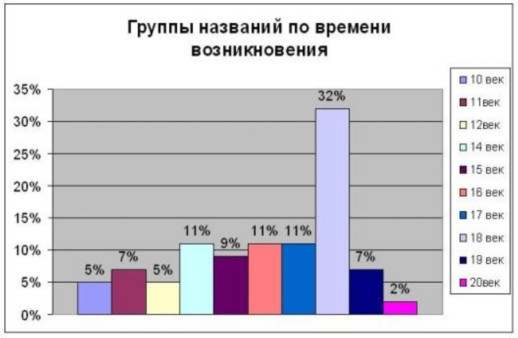 Группы названий по времени
возникновения
35%
30%
25%
20%
15%
10%
5%
0%
5%
7%
5%
11%
9%
11%
11%
32%
7%
2%
10 век
11век
12век
14 век
15 век
16 век
17 век
18 век
19 век
20век